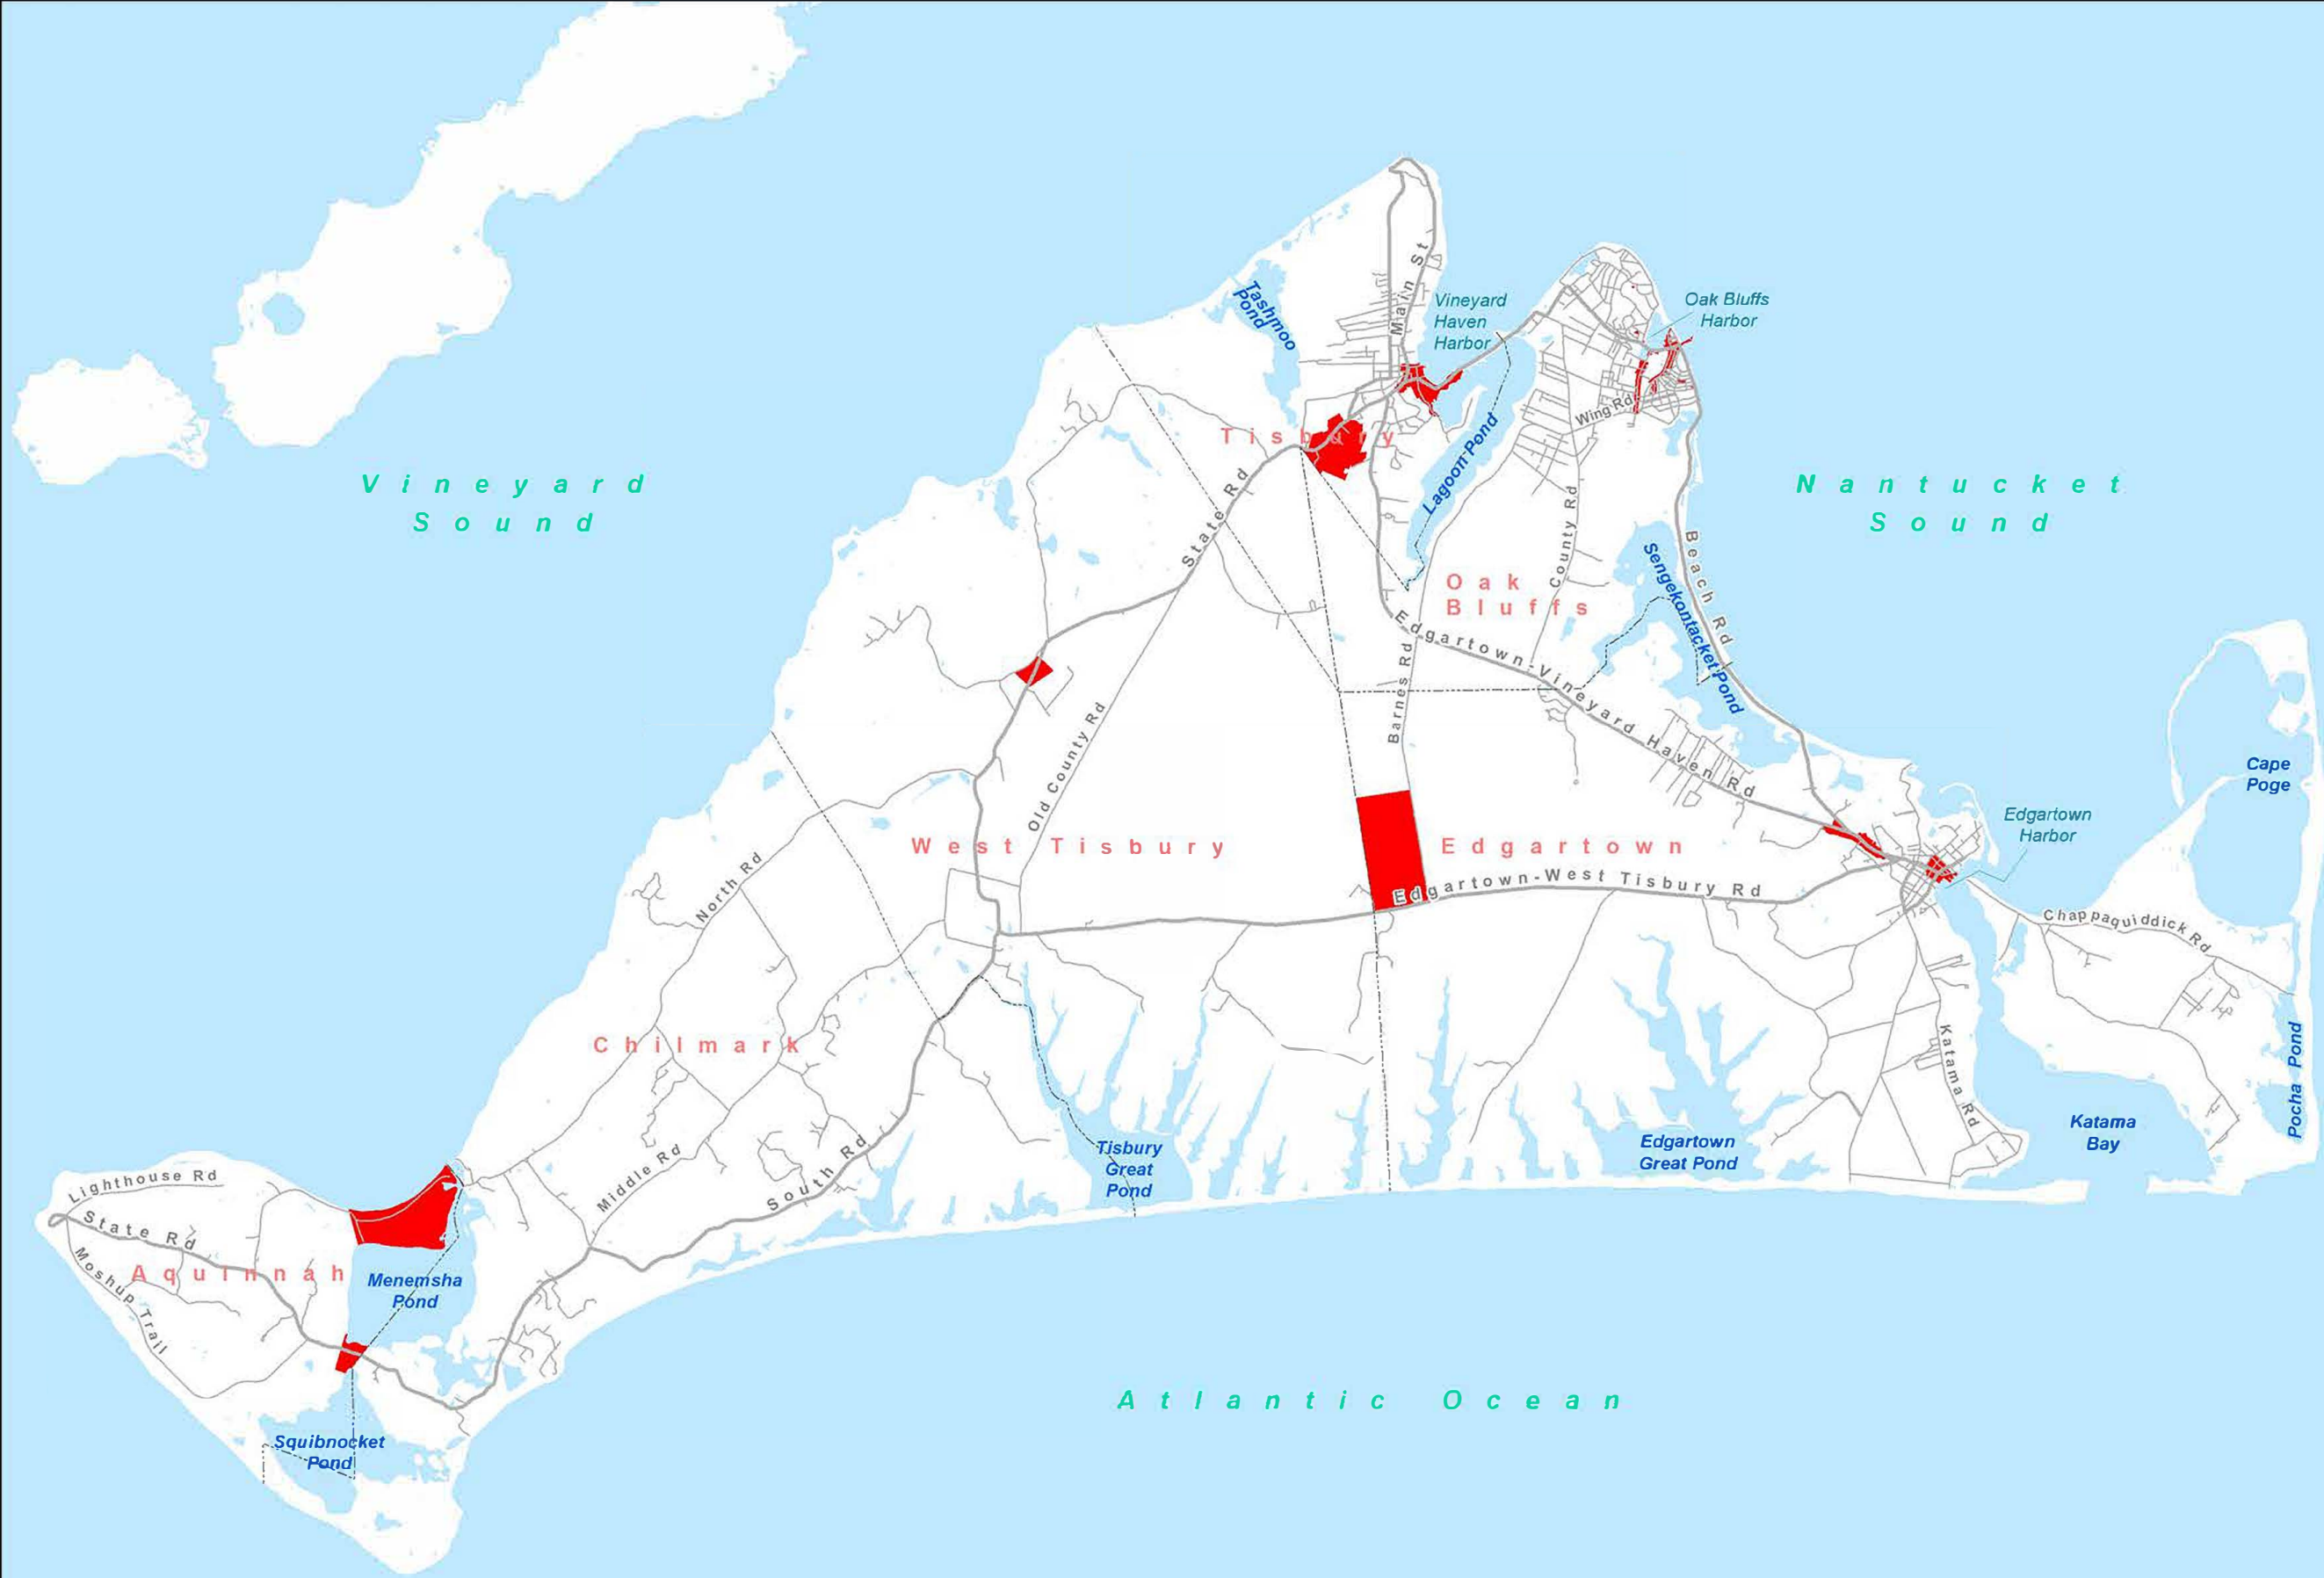 Tashmoo
Pond
Main St
Vineyard
Haven
Harbor
Oak Bluffs
Harbor
Wing Rd
Tisbury
Lagoon Pond
Vineyard
Sound
Nantucket
Sound
State Rd
County Rd
Beach Rd
Sengekontacket Pond
Oak
Bluffs
Edgartown-Vineyard Haven Rd
Barnes Rd
Old County Rd
Cape
Poge
Edgartown
Harbor
West Tisbury
Edgartown
North Rd
Edgartown-West Tisbury Rd
Chappaquiddick Rd
Chilmark
Katama Rd
Pocha Pond
Katama
Bay
Tisbury
Great
Pond
Edgartown
Great Pond
Middle Rd
South Rd
Lighthouse Rd
State Rd
Moshup Trail
Aquinnah
Menemsha
Pond
Atlantic Ocean
Squibnocket
Pond